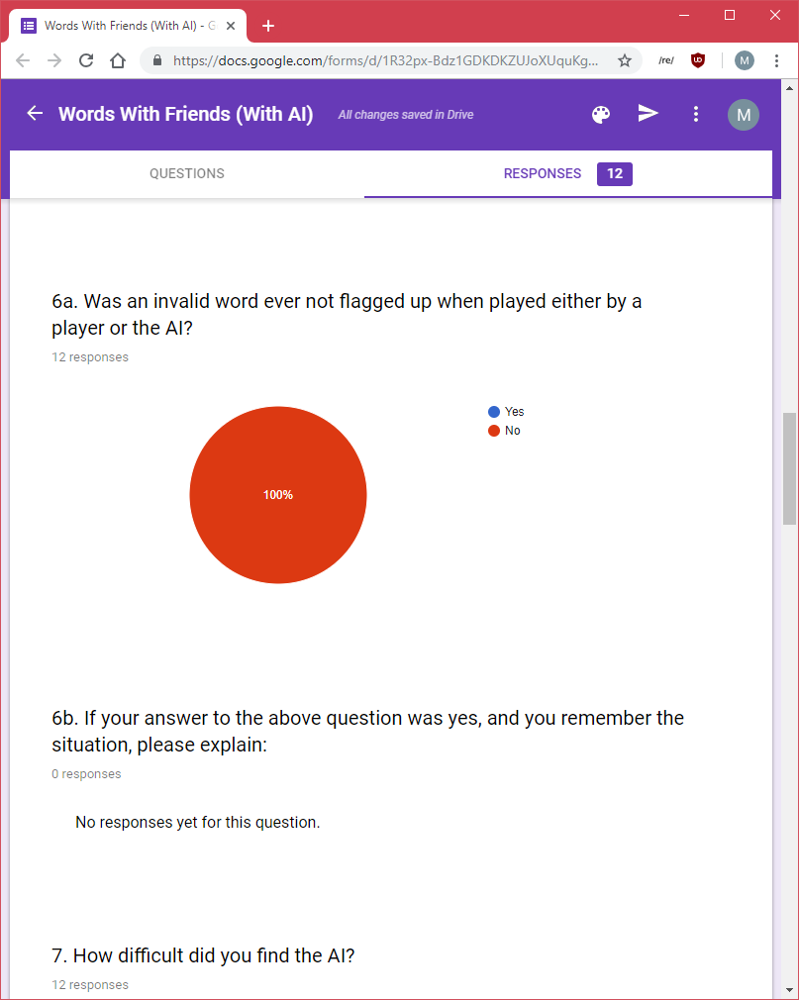 Words With Friends (With AI) - G
https://docs.google.com/forms/d/1R32px-Bdz1GDKDKZUJoXUquKg...
/re/
M
Words With Friends (With AI)
All changes saved in Drive
M
QUESTIONS
RESPONSES 12
6a. Was an invalid word ever not flagged up when played either by a
player or the AI?
12 responses
Yes
No
100%
6b. If your answer to the above question was yes, and you remember the
situation, please explain:
0 responses
No responses yet for this question.
7. How difficult did you find the AI?
12 responses